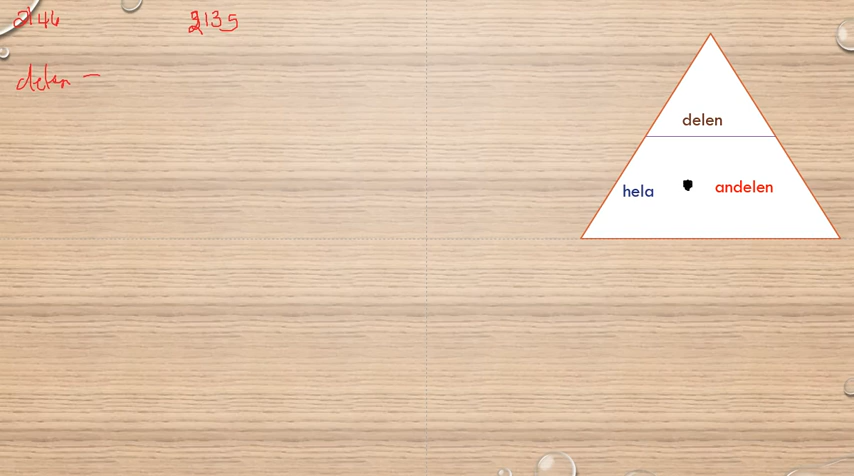 2146 2135
delen =
delen
hela • andelen